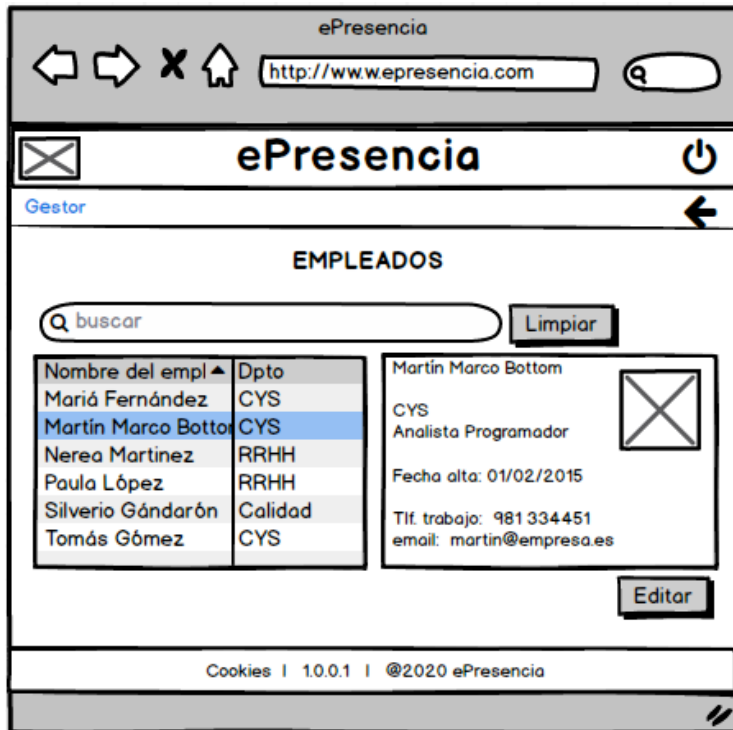 ePresencia
http://ww.w.epresencia.com
ePresencia
Gestor
EMPLEADOS
buscar
Limpiar
Nombre del empl Dpto
Mariá Fernández CYS
Martín Marco Bottor CYS
Nerea Martinez RRHH
Paula López RRHH
Silverio Gándarón Calidad
Tomás Gómez CYS
Martín Marco Bottom
CYS
Analista Programador
Fecha alta: 01/02/2015
Tlf. trabajo: 981 334451
email: martin@empresa.es
Editar
Cookies | 1.0.0.1 | @2020 ePresencia